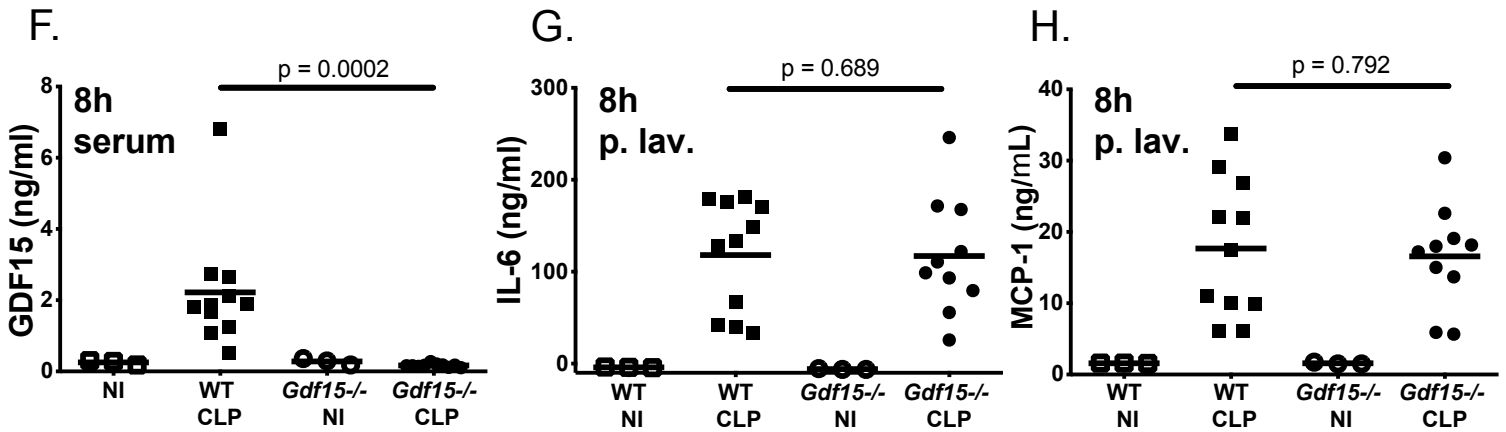 F.
p = 0.0002
8h
serum
GDF15 (ng/ml)
8
6
4
2
0
NI
WT
CLP
Gdf15-/-
NI
Gdf15-/-
CLP
G.
p = 0.689
8h
p. lav.
IL-6 (ng/ml)
300
200
100
0
WT
NI
WT
CLP
Gdf15-/-
NI
Gdf15-/-
CLP
H.
p = 0.792
8h
p. lav.
MCP-1 (ng/mL)
40
30
20
10
0
WT
NI
WT
CLP
Gdf15-/-
NI
Gdf15-/-
CLP